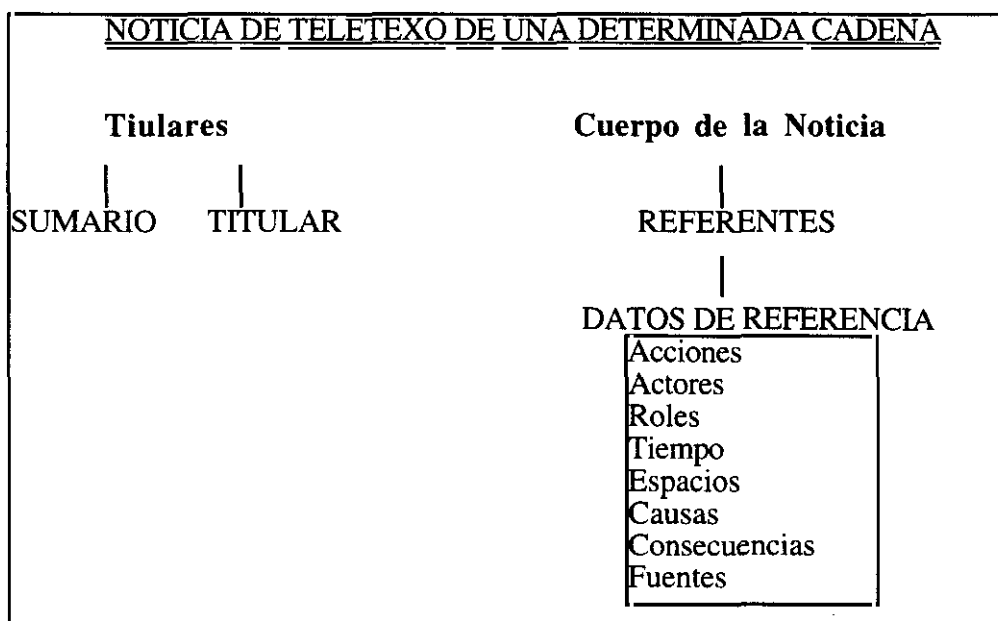 NOTICIA DE TELETEXO DE UNA DETERMINADA CADENA
Tiulares
Cuerpo de la Noticia
SUMARIO TITULAR
REFERENTES
DATOS DE REFERENCIA
Acciones
Actores
Roles
Tiempo
Espacios
Causas
Consecuencias
Fuentes